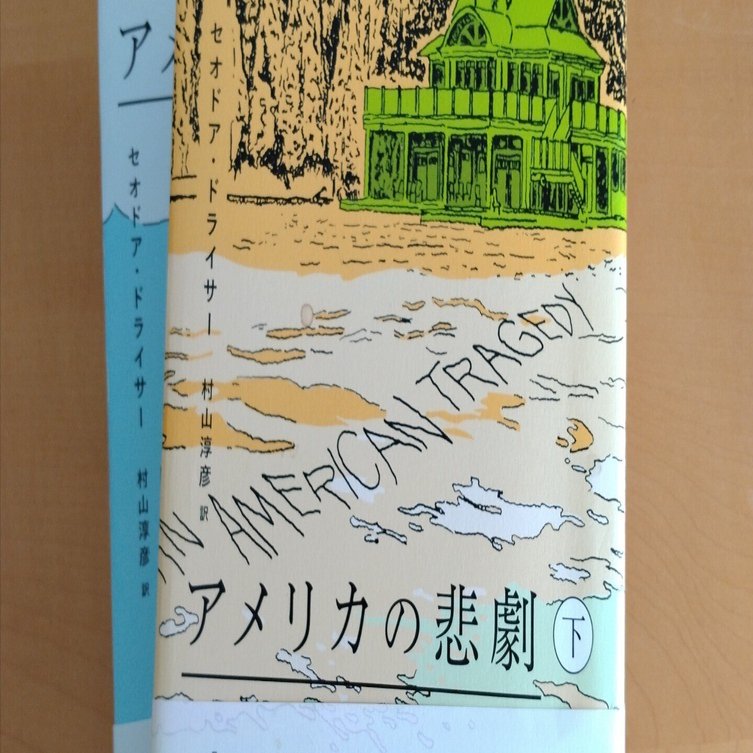 ア
セオドア・ドライサー
村山淳彦 訳
セオドア・ドライサー
村山淳彦 訳
AN AMERICAN TRAGEDY
アメリカの悲劇 下